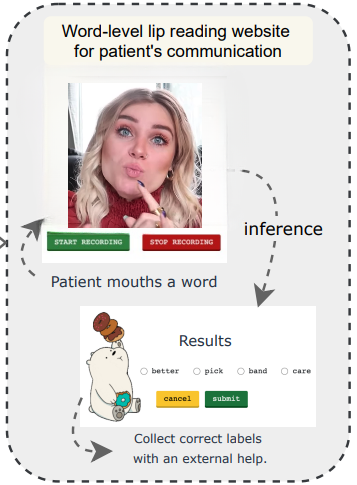 Word-level lip reading website
for patient's communication
START RECORDING STOP RECORDING
inference
Patient mouths a word
Results
better pick band care
cancel submit
Collect correct labels
with an external help.